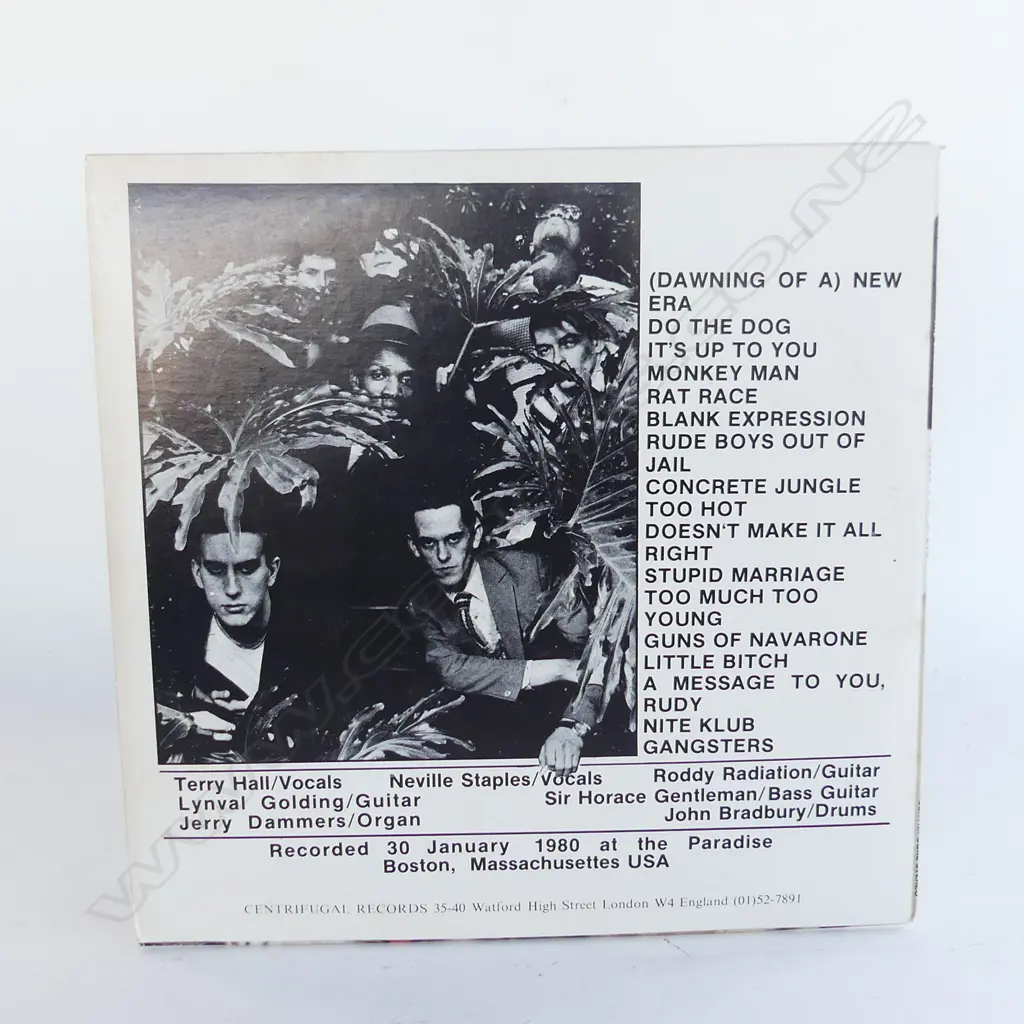 (DAWNING OF A) NEW
ERA
DO THE DOG
IT'S UP TO YOU
MONKEY MAN
RAT RACE
BLANK EXPRESSION
RUDE BOYS OUT OF
JAIL
CONCRETE JUNGLE
TOO HOT
DOESN'T MAKE IT ALL
RIGHT
STUPID MARRIAGE
TOO MUCH TOO
YOUNG
GUNS OF NAVARONE
LITTLE BITCH
A MESSAGE TO YOU,
RUDY
NITE KLUB
GANGSTERS
Terry Hall/Vocals Neville Staples/Vocals Roddy Radiation/Guitar
Lynval Golding/Guitar Sir Horace Gentleman/Bass Guitar
Jerry Dammers/Organ John Bradbury/Drums
Recorded 30 January 1980 at the Paradise
Boston, Massachusettes USA
CENTRIFUGAL RECORDS 35-40 Watford High Street London W4 England (01)52-7891